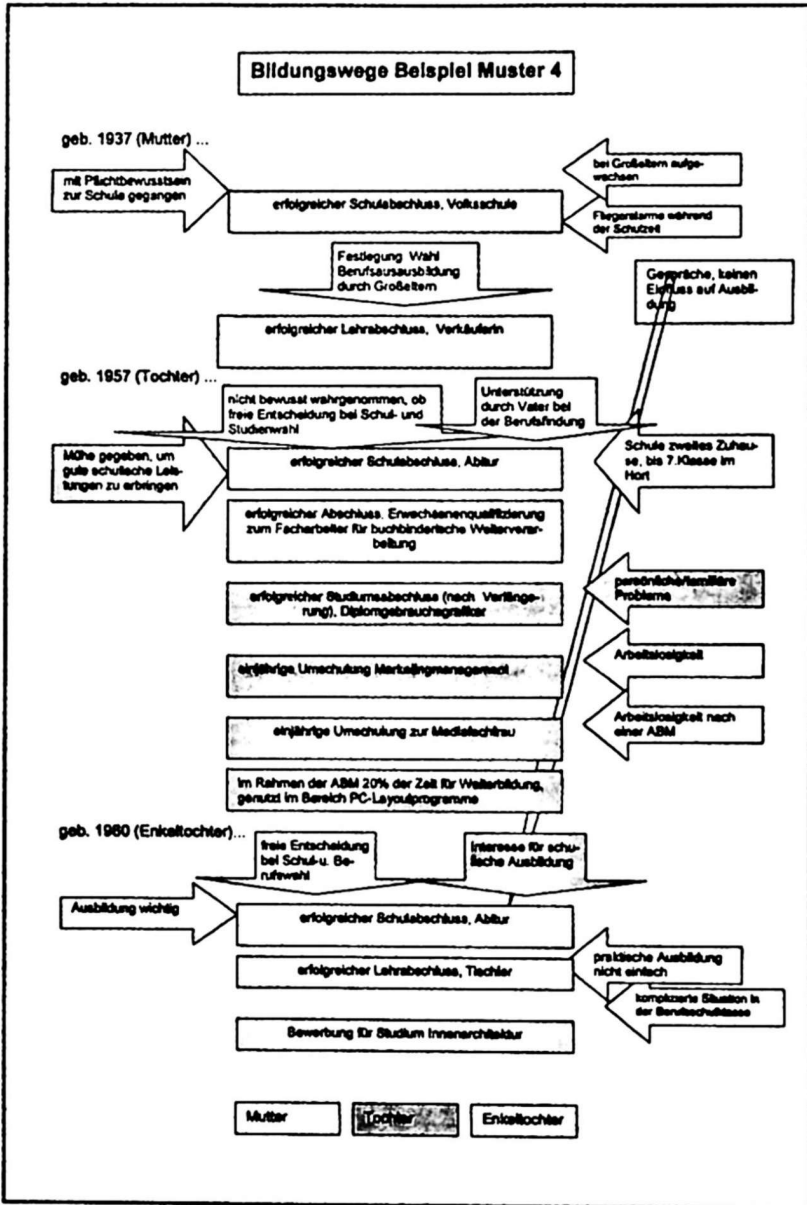 Bildungswege Beispiel Muster 4
geb. 1937 (Mutter) ...
mit Pflichtbewusstsein
zur Schule gegangen
bei Großeltern aufge-
wachsen
erfolgreicher Schulabschluss, Volksschule
Fliegeralarme während
der Schulzeit
Festlegung Wahl
Berufsausausbildung
durch Großeltern
Gespräche, keinen
Einfluss auf Ausbil-
dung
erfolgreicher Lehrabschluss, Verkäuferin
geb. 1957 (Tochter) ...
nicht bewusst wahrgenommen, ob
freie Entscheidung bei Schul- und
Studienwahl
Unterstützung
durch Vater bei
der Berufsfindung
Mühe gegeben, um
gute schulische Leis-
tungen zu erbringen
erfolgreicher Schulabschluss, Abitur
Schule zweites Zuhau-
se, bis 7.Klasse im
Hort
erfolgreicher Abschluss, Erwachsenenqualifizierung
zum Facharbeiter für buchbinderische Weiterverar-
beitung
erfolgreicher Studiumsabschluss (nach Verlänge-
rung), Diplomgebrauchsgrafiker
persönliche/familiäre
Probleme
einjährige Umschulung Marketingmanagement
Arbeitslosigkeit
einjährige Umschulung zur Mediafachfrau
Arbeitslosigkeit nach
einer ABM
im Rahmen der ABM 20% der Zeit für Weiterbildung,
genutzt im Bereich PC-Layoutprogramme
geb. 1980 (Enkeltochter)...
freie Entscheidung
bei Schul-u. Be-
rufswahl
Interesse für schu-
lische Ausbildung
Ausbildung wichtig
erfolgreicher Schulabschluss, Abitur
erfolgreicher Lehrabschluss, Tischler
praktische Ausbildung
nicht einfach
komplizierte Situation in
der Berufsschulklasse
Bewerbung für Studium Innenarchitektur
Mutter
Tochter
Enkeltochter